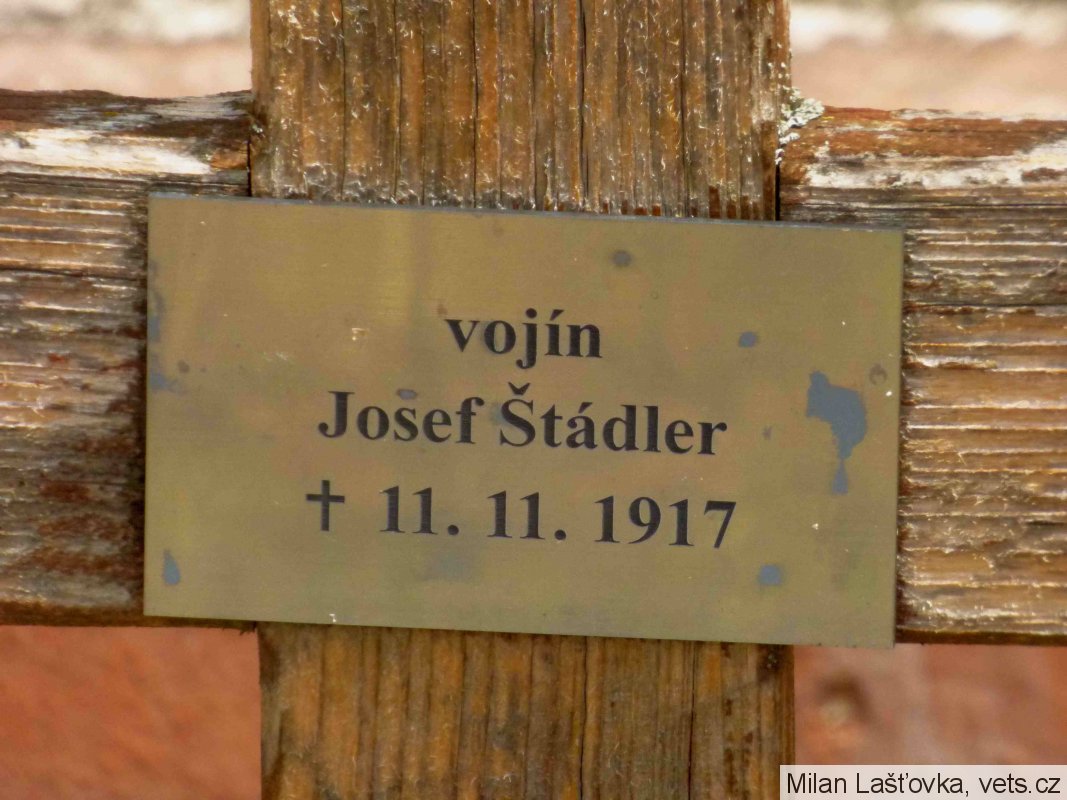 vojín
Josef Štádler
✝ 11. 11. 1917
Milan Lašťovka, vets.cz